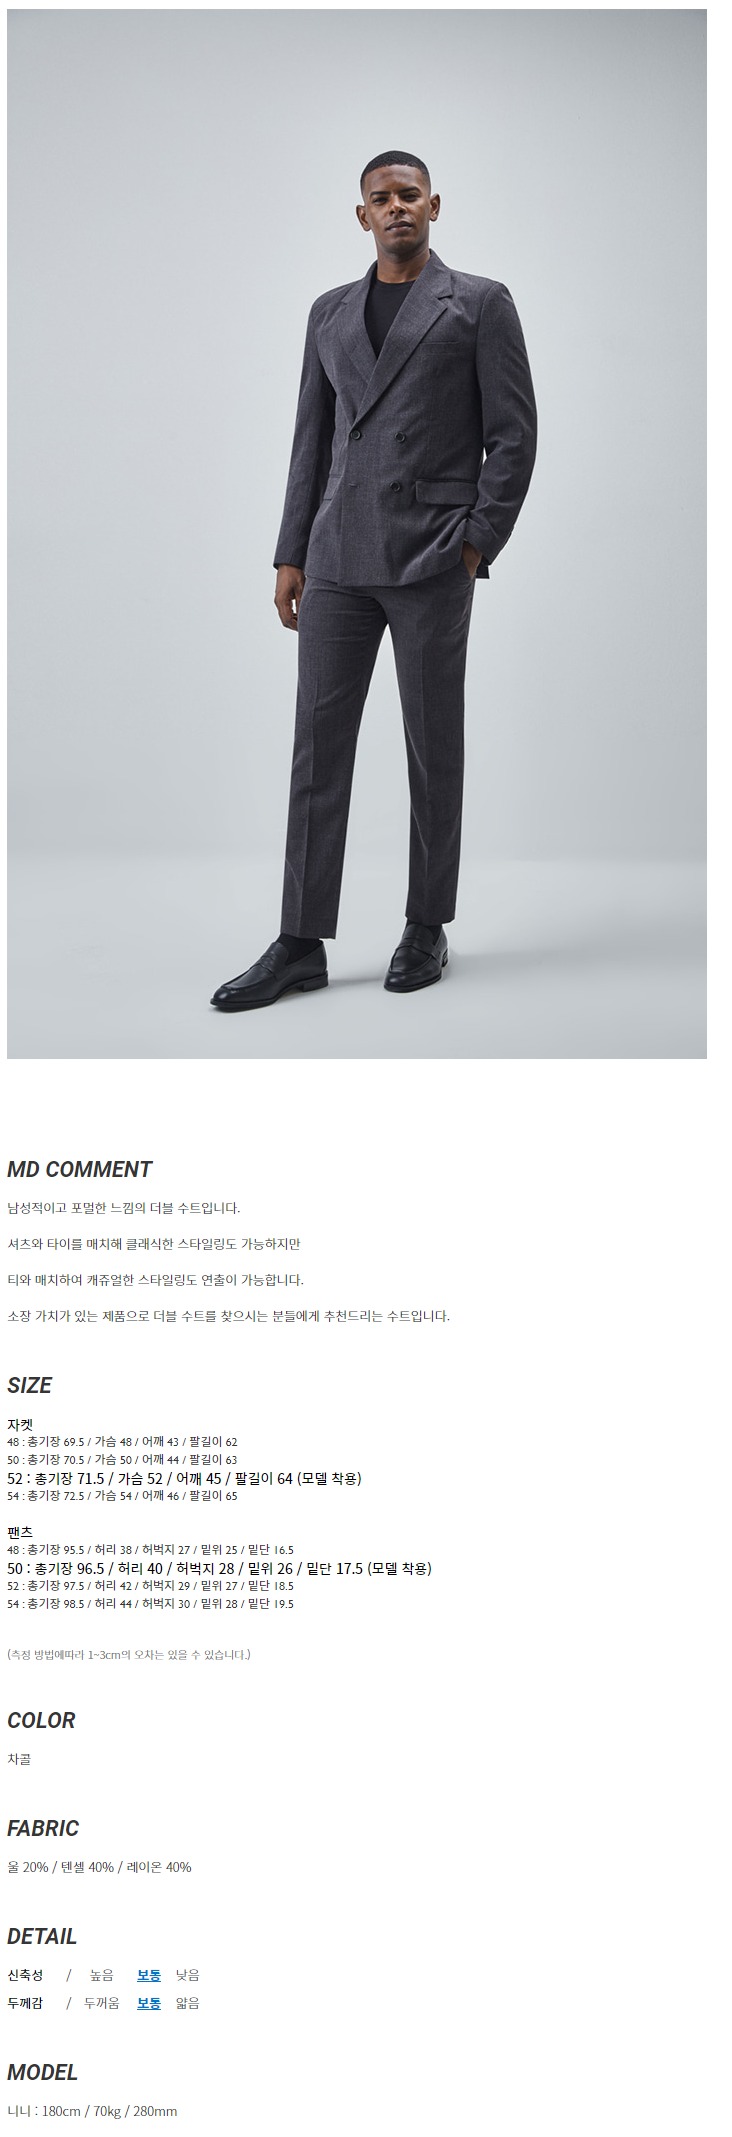 MD COMMENT
남성적이고 포멀한 느낌의 더블 수트입니다.
셔츠와 타이를 매치해 클래식한 스타일링도 가능하지만
티와 매치하여 캐쥬얼한 스타일링도 연출이 가능합니다.
소장 가치가 있는 제품으로 더블 수트를 찾으시는 분들에게 추천드리는 수트입니다.
SIZE
자켓
48 : 총기장 69.5 / 가슴 48 / 어깨 43 / 팔길이 62
50 : 총기장 70.5 / 가슴 50 / 어깨 44 / 팔길이 63
52 : 총기장 71.5 / 가슴 52 / 어깨 45 / 팔길이 64 (모델 착용)
54 : 총기장 72.5 / 가슴 54 / 어깨 46 / 팔길이 65
팬츠
48 : 총기장 95.5 / 허리 38 / 허벅지 27 / 밑위 25 / 밑단 16.5
50 : 총기장 96.5 / 허리 40 / 허벅지 28 / 밑위 26 / 밑단 17.5 (모델 착용)
52 : 총기장 97.5 / 허리 42 / 허벅지 29 / 밑위 27 / 밑단 18.5
54 : 총기장 98.5 / 허리 44 / 허벅지 30 / 밑위 28 / 밑단 19.5
(측정 방법에따라 1~3cm의 오차는 있을 수 있습니다.)
COLOR
차콜
FABRIC
울 20% / 텐셀 40% / 레이온 40%
DETAIL
신축성 / 높음 보통 낮음
두께감 / 두꺼움 보통 얇음
MODEL
니니 : 180cm / 70kg / 280mm